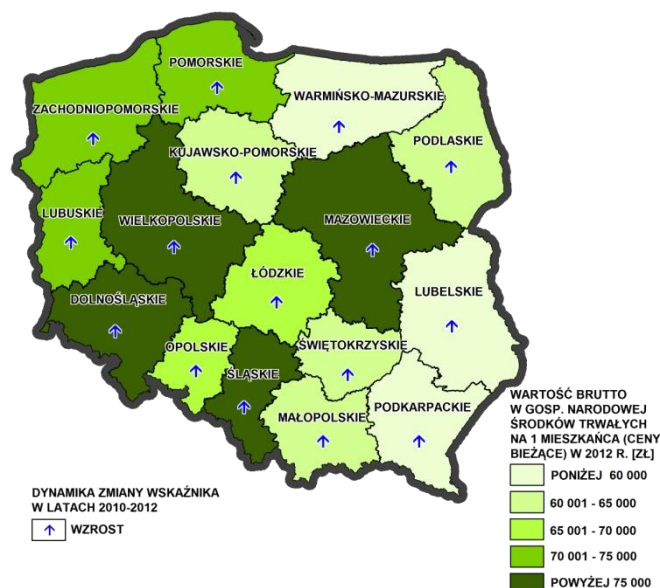 POMORSKIE
WARMIŃSKO-MAZURSKIE
ZACHODNIOPOMORSKIE
PODLASKIE
KUJAWSKO-POMORSKIE
LUBUSKIE
WIELKOPOLSKIE
MAZOWIECKIE
ŁÓDZKIE
LUBELSKIE
DOLNOŚLĄSKIE
OPOLSKIE
ŚWIĘTOKRZYSKIE
ŚLĄSKIE
MAŁOPOLSKIE
PODKARPACKIE
WARTOŚĆ BRUTTO
W GOSP. NARODOWEJ
ŚRODKÓW TRWAŁYCH
NA 1 MIESZKAŃCA (CENY
BIEŻĄCE) W 2012 R. [ZŁ]
PONIŻEJ 60 000
60 001 - 65 000
65 001 - 70 000
70 001 - 75 000
POWYŻEJ 75 000
DYNAMIKA ZMIANY WSKAŹNIKA
W LATACH 2010-2012
WZROST